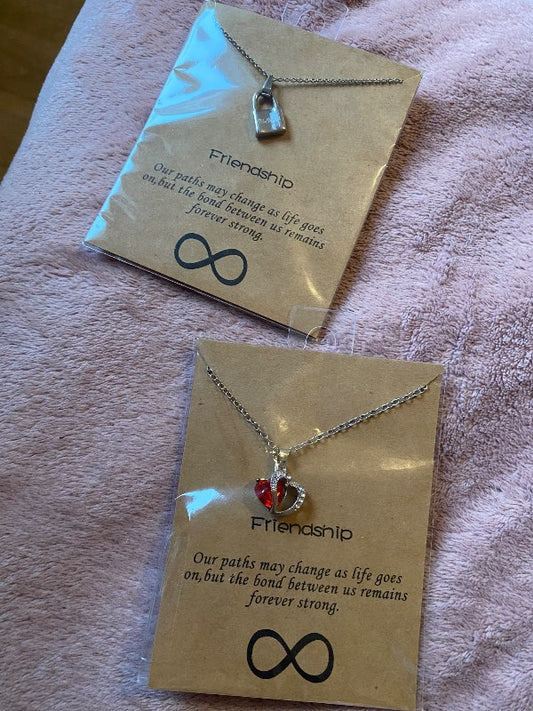 Friendship
Our paths may change as life goes
on,but the bond between us remains
forever strong.
Friendship
Our paths may change as life goes
on,but the bond between us remains
forever strong.